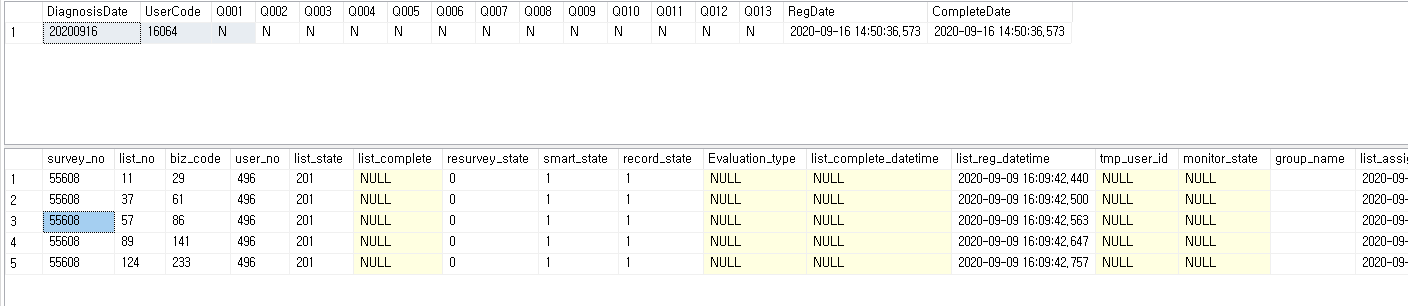 DiagnosisDate UserCode Q001 Q002 Q003 Q004 Q005 Q006 Q007 Q008 Q009 Q010 Q011 Q012 Q013 RegDate CompleteDate
1 20200916 16064 N N N N N N N N N N N N N 2020-09-16 14:50:36,573 2020-09-16 14:50:36,573
survey_no list_no biz_code user_no list_state list_complete resurvey_state smart_state record_state Evaluation_type list_complete_datetime list_reg_datetime tmp_user_id monitor_state group_name list_assig
1 55608 11 29 496 201 NULL 0 1 1 NULL NULL 2020-09-09 16:09:42,440 NULL NULL 2020-09-
2 55608 37 61 496 201 NULL 0 1 1 NULL NULL 2020-09-09 16:09:42,500 NULL NULL 2020-09-
3 55608 57 86 496 201 NULL 0 1 1 NULL NULL 2020-09-09 16:09:42,563 NULL NULL 2020-09-
4 55608 89 141 496 201 NULL 0 1 1 NULL NULL 2020-09-09 16:09:42,647 NULL NULL 2020-09-
5 55608 124 233 496 201 NULL 0 1 1 NULL NULL 2020-09-09 16:09:42,757 NULL NULL 2020-09-